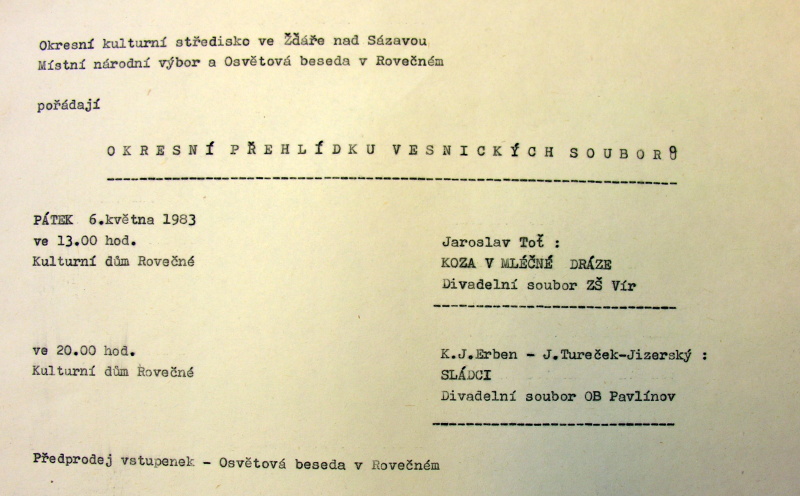 Okresní kulturní středisko ve Žďáře nad Sázavou
Místní národní výbor a Osvětová beseda v Rovečném
pořádají
OKRESNÍ PŘEHLÍDKU VESNICKÝCH SOUBORŮ
PÁTEK 6.května 1983
ve 13.00 hod.
Kulturní dům Rovečné
Jaroslav Toť :
KOZA V MLÉČNÉ DRÁZE
Divadelní soubor ZŠ Vír
ve 20.00 hod.
Kulturní dům Rovečné
K.J.Erben - J.Tureček-Jizerský :
SLÁDCI
Divadelní soubor OB Pavlínov
Předprodej vstupenek - Osvětová beseda v Rovečném